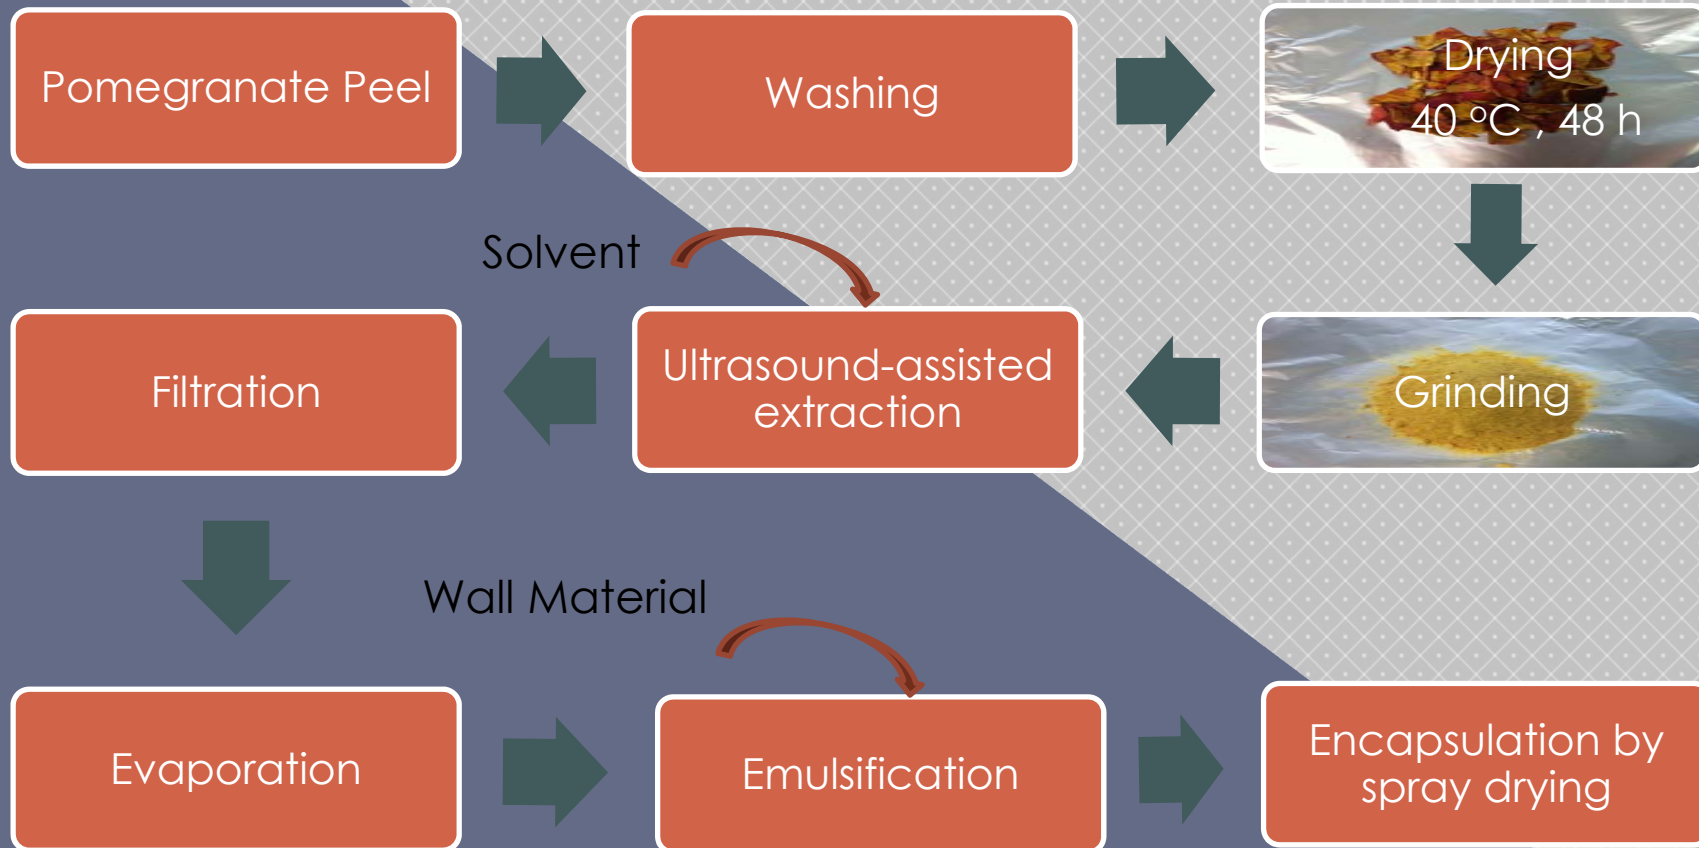 Pomegranate Peel
Washing
Drying
40 °C , 48 h
Solvent
Grinding
Ultrasound-assisted
extraction
Filtration
Wall Material
Evaporation
Emulsification
Encapsulation by
spray drying